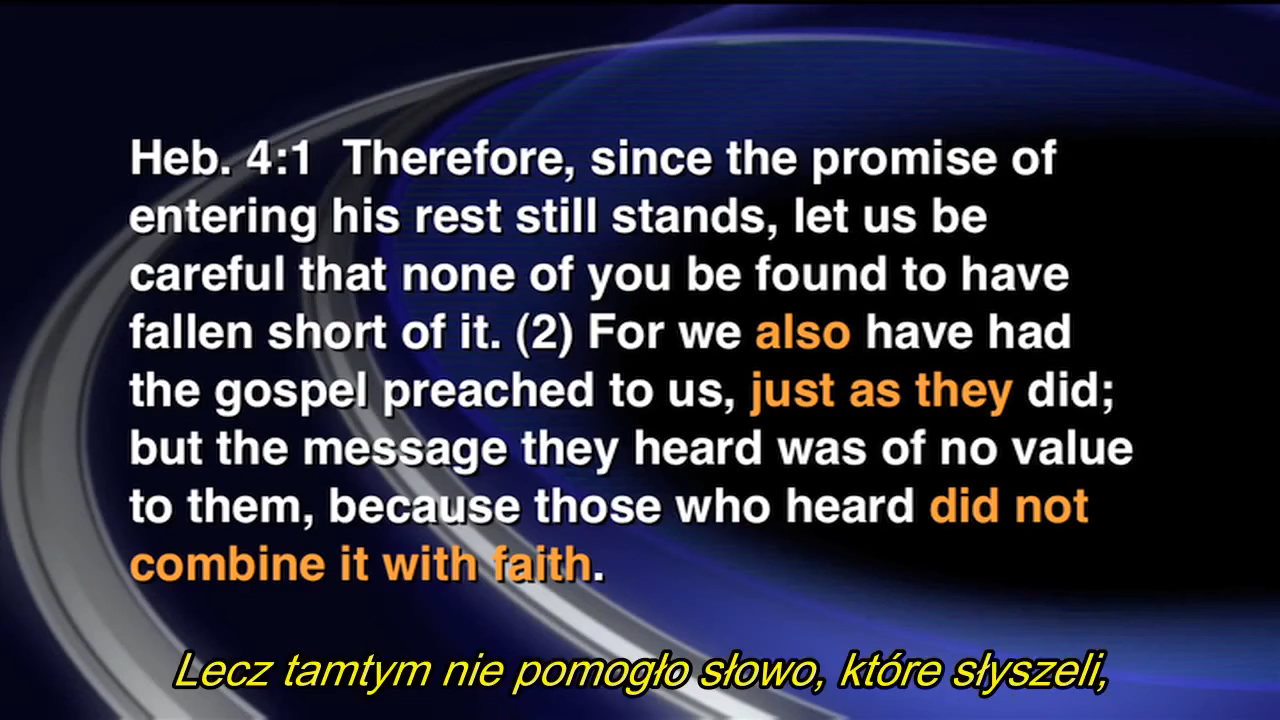 Heb. 4:1 Therefore, since the promise of
entering his rest still stands, let us be
careful that none of you be found to have
fallen short of it. (2) For we also have had
the gospel preached to us, just as they did;
but the message they heard was of no value
to them, because those who heard did not
combine it with faith.
Lecz tamtym nie pomogło słowo, które słyszeli,